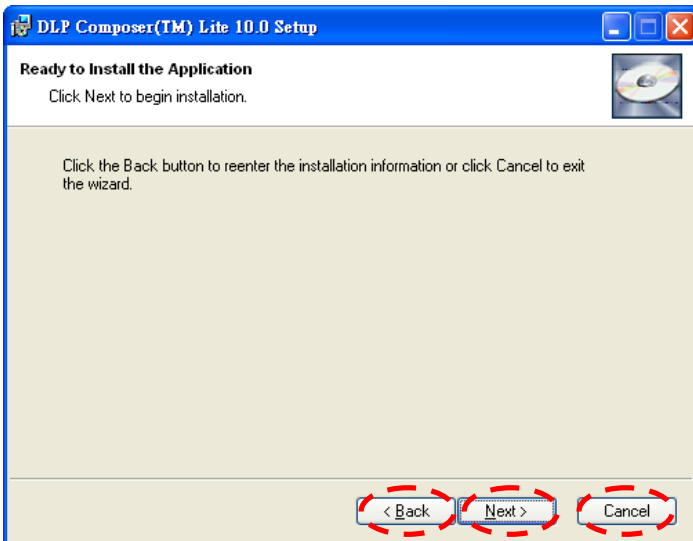 DLP Composer(TM) Lite 10.0 Setup
Ready to Install the Application
Click Next to begin installation.
Click the Back button to reenter the installation information or click Cancel to exit
the wizard.
< Back Next > Cancel